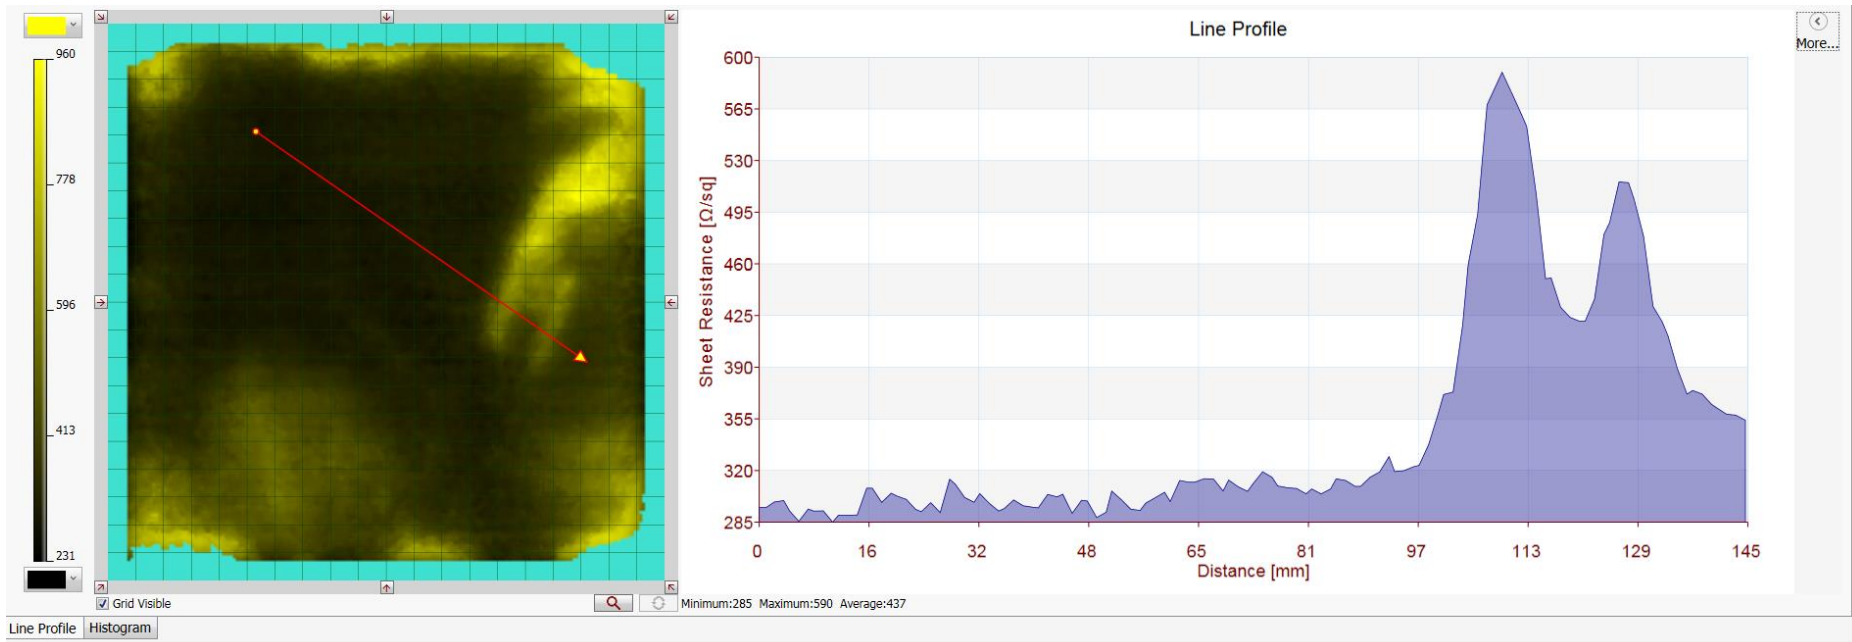 960
778
596
413
231
Grid Visible
Line Profile
More...
Sheet Resistance [Ω/sq]
600
565
530
495
460
425
390
355
320
285
0 16 32 48 65 81 97 113 129 145
Distance [mm]
Minimum:285 Maximum:590 Average:437
Line Profile Histogram